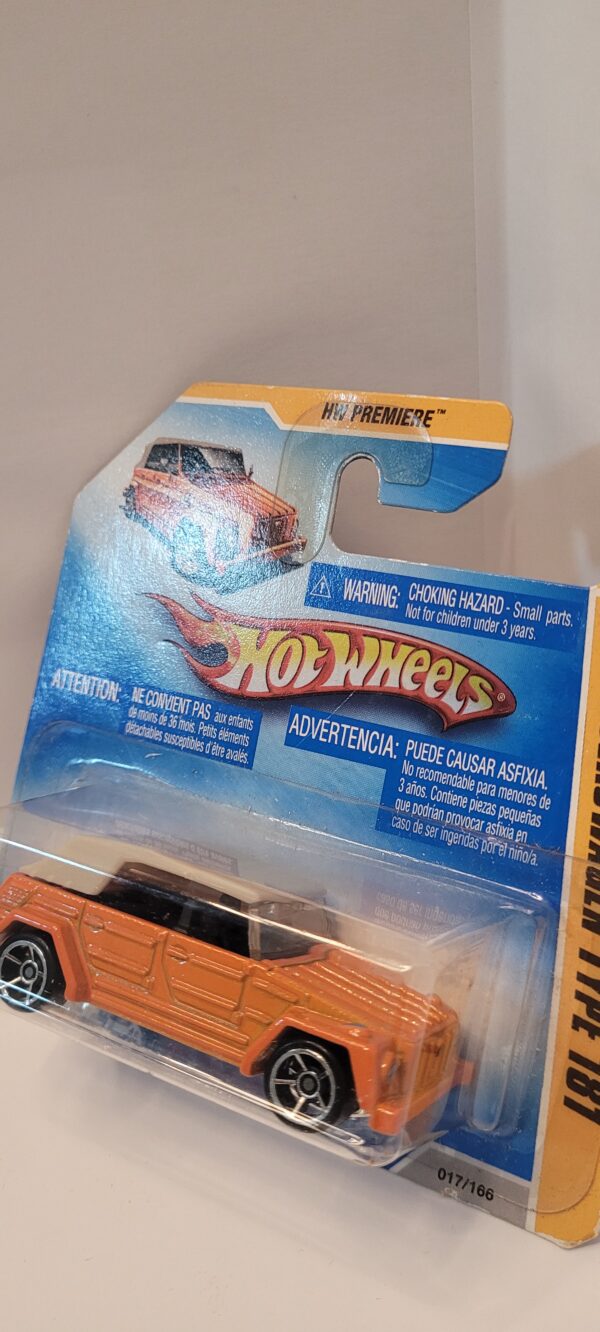 HW PREMIERE™
WARNING: CHOKING HAZARD - Small parts.
Not for children under 3 years.
HOT WHEELS®
ATTENTION: NE CONVIENT PAS aux enfants
de moins de 36 mois. Petits éléments
détachables susceptibles d'être avalés.
ADVERTENCIA: PUEDE CAUSAR ASFIXIA.
No recomendable para menores de
3 años. Contiene piezas pequeñas
que podrían provocar asfixia en
caso de ser ingeridas por el niño/a.
TYPE 181
017/166